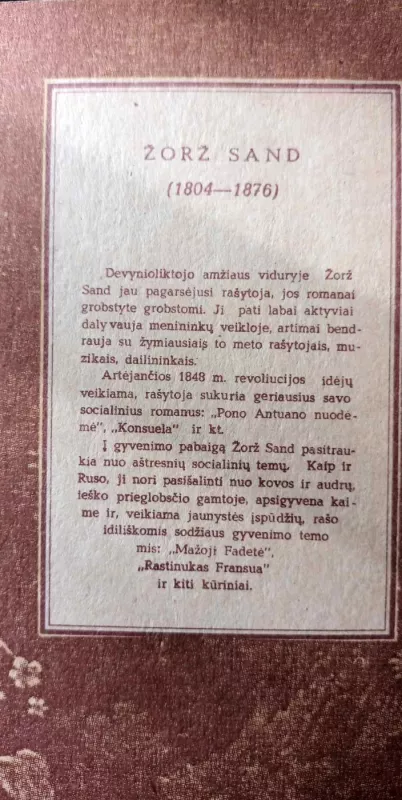 ŽORŽ SAND
(1804—1876)
Devynioliktojo amžiaus viduryje Žorž
Sand jau pagarsėjusi rašytoja, jos romanai
grobstyte grobstomi. Ji pati labai aktyviai
dalyvauja menininkų veikloje, artimai bend-
rauja su žymiausiais to meto rašytojais, mu-
zikais, dailininkais.
Artėjančios 1848 m. revoliucijos idėjų
veikiama, rašytoja sukuria geriausius savo
socialinius romanus: „Pono Antuano nuodė-
mė", „Konsuela" ir kt.
Į gyvenimo pabaigą Žorž Sand pasitrau-
kia nuo aštresnių socialinių temų. Kaip ir
Ruso, ji nori pasišalinti nuo kovos ir audrų,
ieško prieglobsčio gamtoje, apsigyvena kai-
me ir, veikiama jaunystės įspūdžių, rašo
idiliškomis sodžiaus gyvenimo temo
mis: „Mažoji Fadetė",
„Rastinukas Fransua"
ir kiti kūriniai.